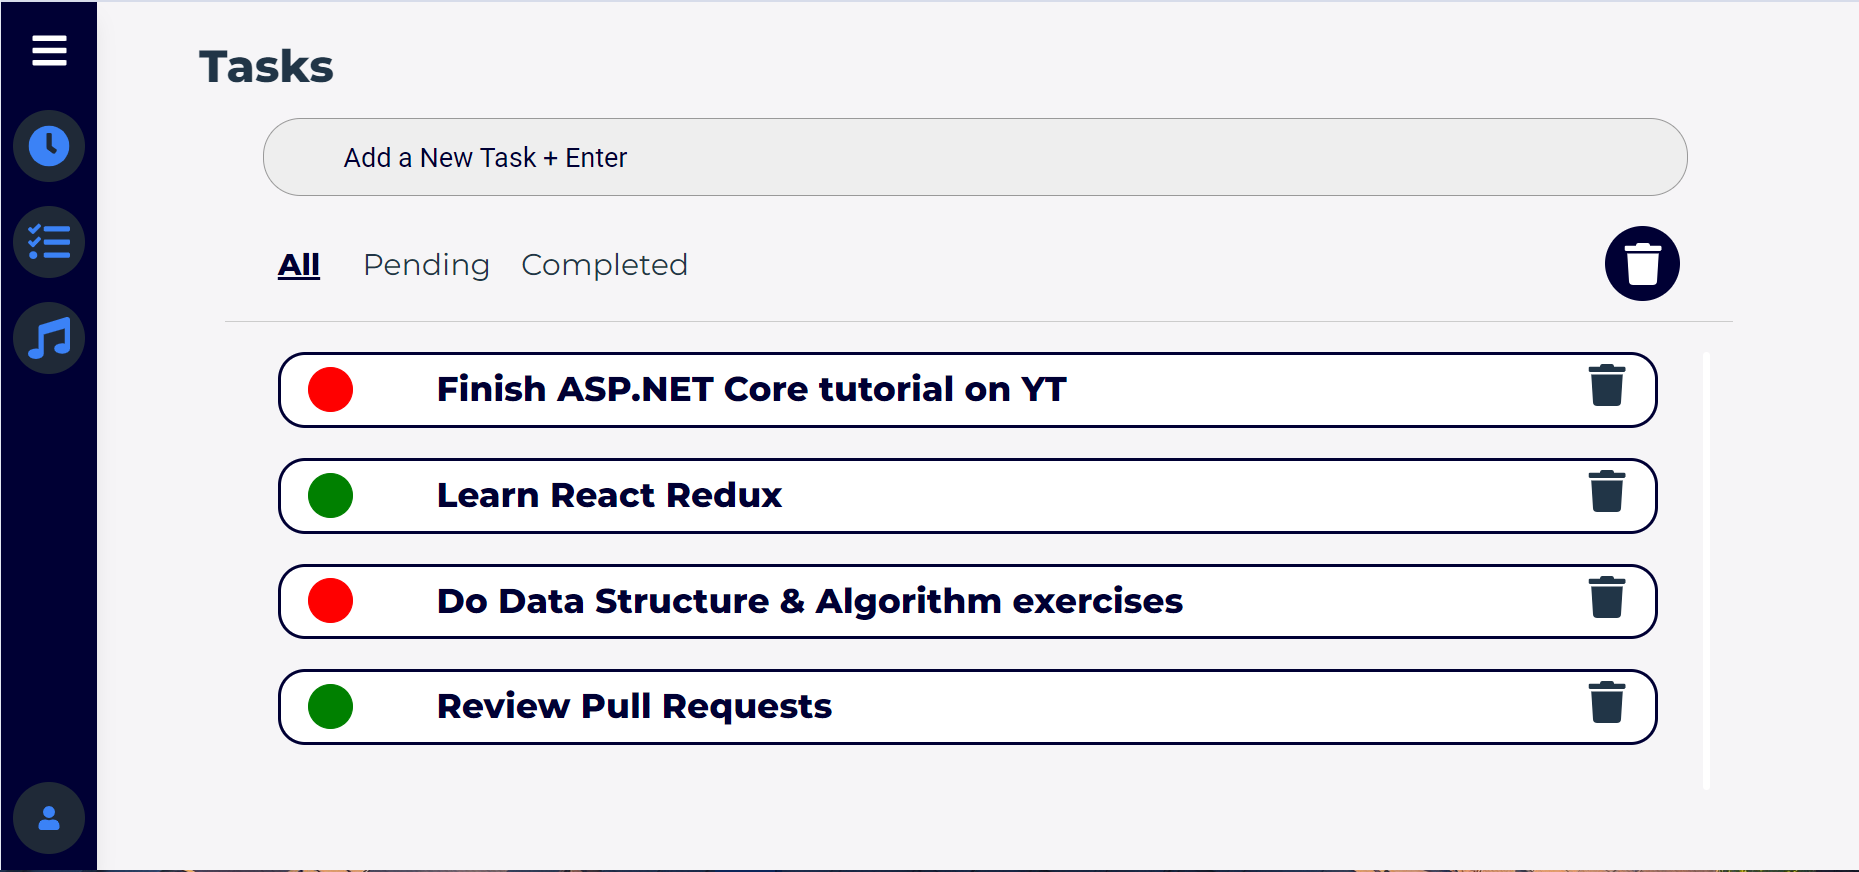 Tasks
Add a New Task + Enter
All Pending Completed
Finish ASP.NET Core tutorial on YT
Learn React Redux
Do Data Structure & Algorithm exercises
Review Pull Requests